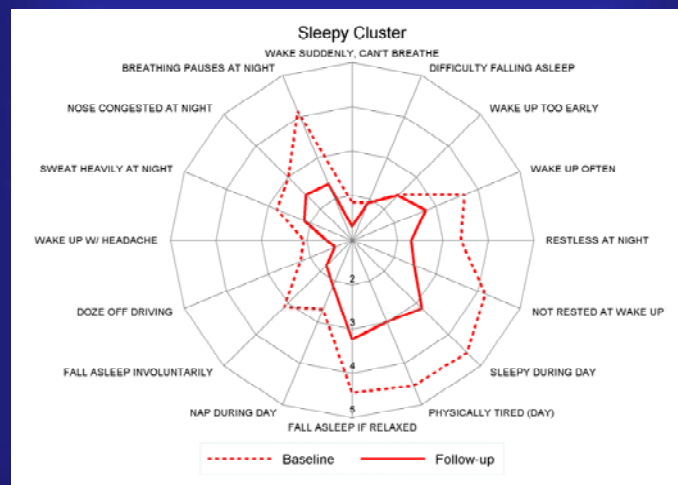 Sleepy Cluster
WAKE SUDDENLY, CAN'T BREATHE
BREATHING PAUSES AT NIGHT
DIFFICULTY FALLING ASLEEP
NOSE CONGESTED AT NIGHT
WAKE UP TOO EARLY
SWEAT HEAVILY AT NIGHT
WAKE UP OFTEN
WAKE UP W/ HEADACHE
RESTLESS AT NIGHT
2
DOZE OFF DRIVING
NOT RESTED AT WAKE UP
3
FALL ASLEEP INVOLUNTARILY
4
SLEEPY DURING DAY
NAP DURING DAY
5
PHYSICALLY TIRED (DAY)
FALL ASLEEP IF RELAXED
Baseline
Follow-up